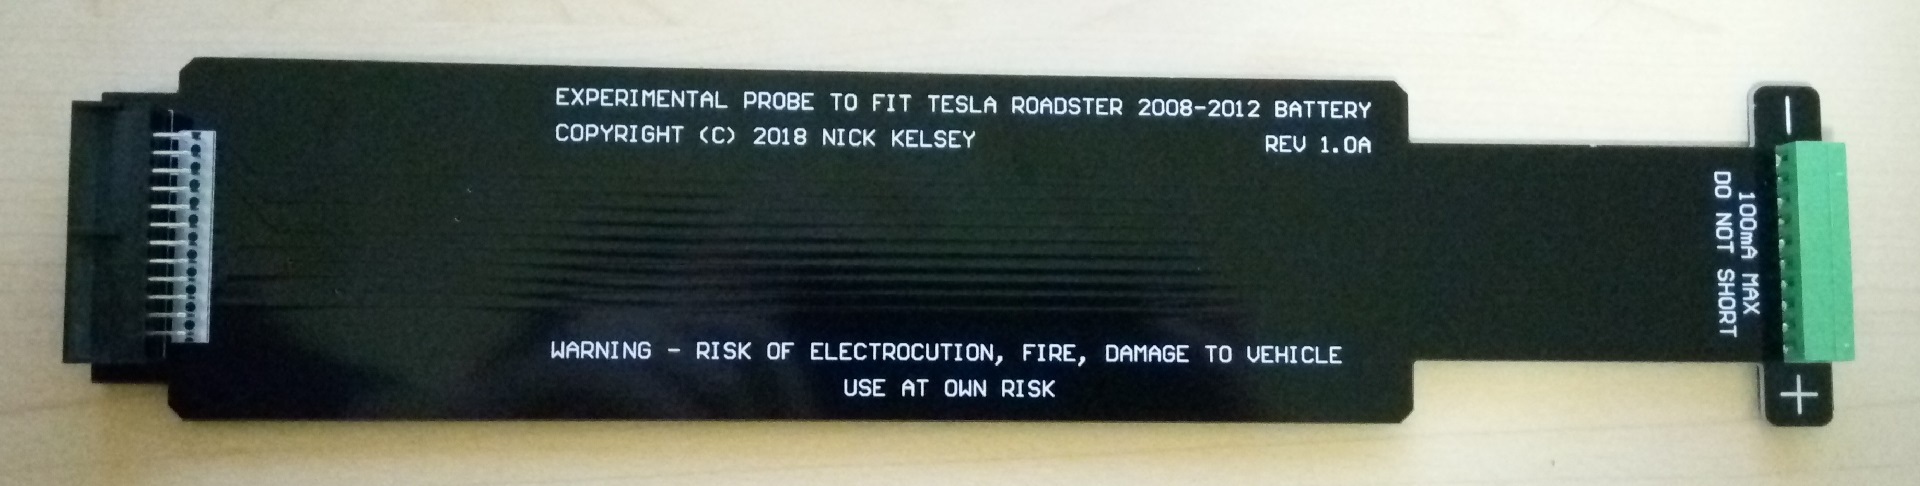 EXPERIMENTAL PROBE TO FIT TESLA ROADSTER 2008-2012 BATTERY
COPYRIGHT (C) 2018 NICK KELSEY
REV 1.0A
WARNING - RISK OF ELECTROCUTION, FIRE, DAMAGE TO VEHICLE
USE AT OWN RISK
100mA MAX
DO NOT SHORT
-
+